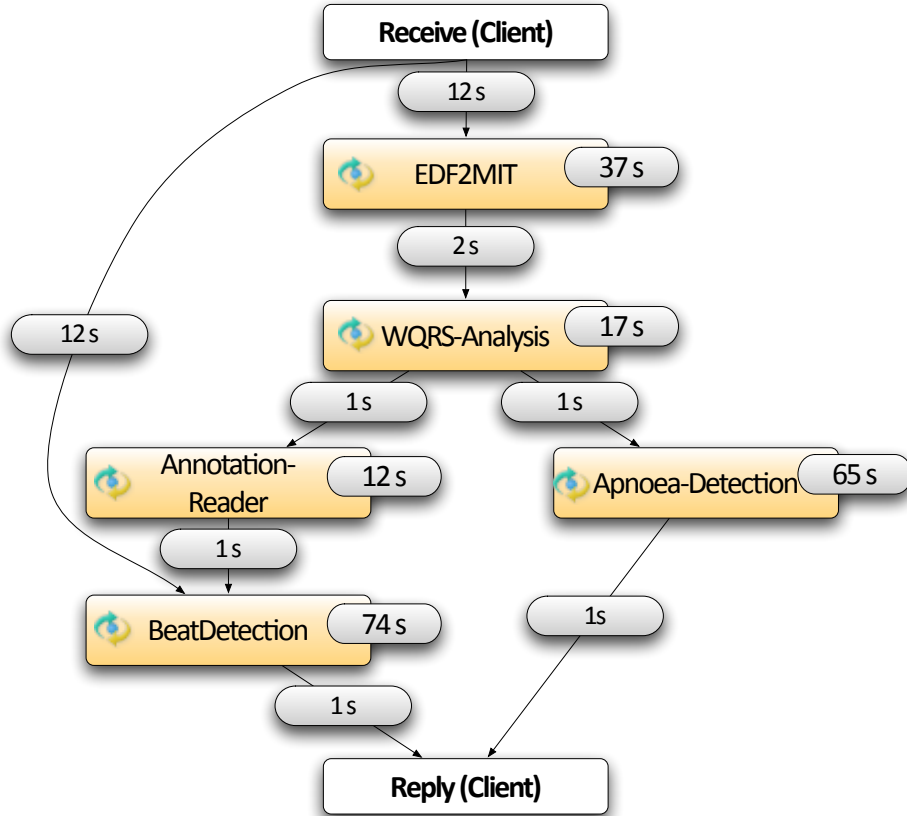 Receive (Client)
12 s
EDF2MIT
37 s
2 s
12 s
WQRS-Analysis
17 s
1 s
1 s
Annotation-
Reader
12 s
Apnoea-Detection
65 s
1 s
BeatDetection
74 s
1s
1 s
Reply (Client)